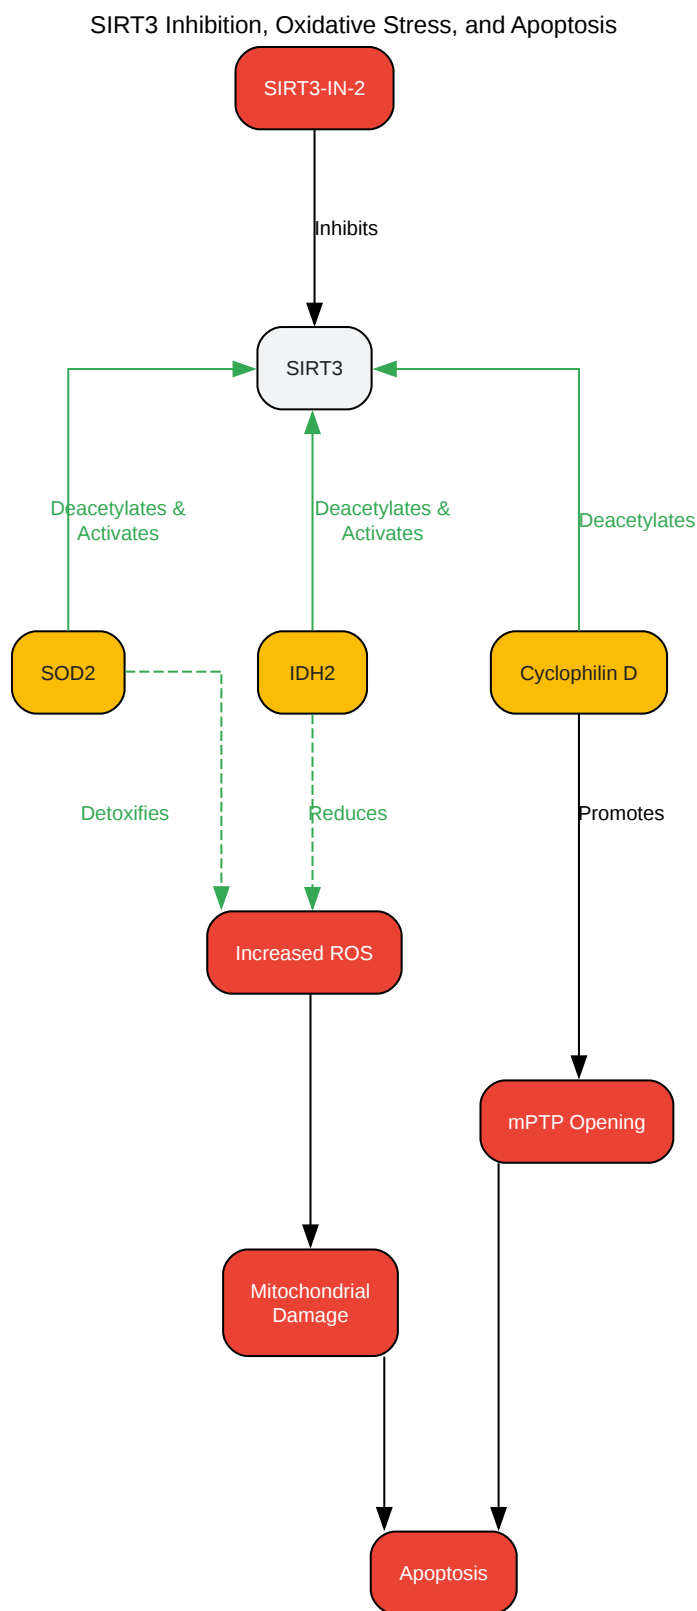 SIRT3 Inhibition, Oxidative Stress, and Apoptosis
SIRT3-IN-2
Inhibits
SIRT3
Deacetylates &
Activates
Deacetylates &
Activates
Deacetylates
SOD2
IDH2
Cyclophilin D
Detoxifies
Reduces
Promotes
Increased ROS
mPTP Opening
Mitochondrial
Damage
Apoptosis